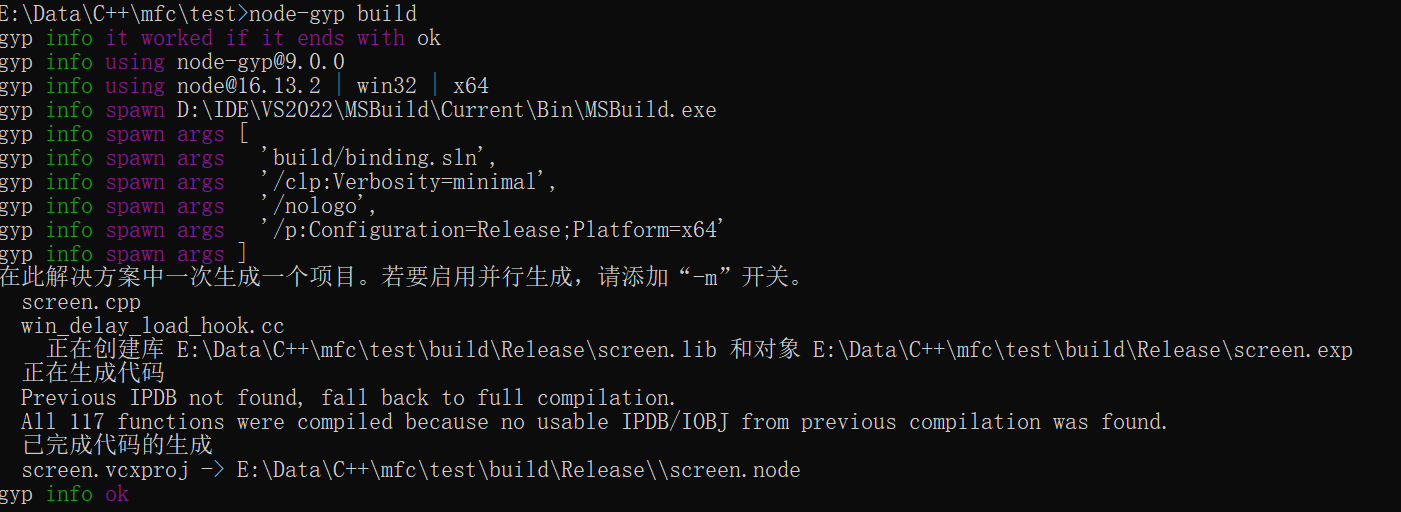 E:\Data\C++\mfc\test>node-gyp build
gyp info it worked if it ends with ok
gyp info using node-gyp@9.0.0
gyp info using node@16.13.2 | win32 | x64
gyp info spawn D:\IDE\VS2022\MSBuild\Current\Bin\MSBuild.exe
gyp info spawn args [
gyp info spawn args   'build/binding.sln',
gyp info spawn args   '/clp:Verbosity=minimal',
gyp info spawn args   '/nologo',
gyp info spawn args   '/p:Configuration=Release;Platform=x64'
gyp info spawn args ]
在此解决方案中一次生成一个项目。若要启用并行生成，请添加“-m”开关。
  screen.cpp
  win_delay_load_hook.cc
    正在创建库 E:\Data\C++\mfc\test\build\Release\screen.lib 和对象 E:\Data\C++\mfc\test\build\Release\screen.exp
  正在生成代码
  Previous IPDB not found, fall back to full compilation.
  All 117 functions were compiled because no usable IPDB/IOBJ from previous compilation was found.
  已完成代码的生成
  screen.vcxproj -> E:\Data\C++\mfc\test\build\Release\\screen.node
gyp info ok